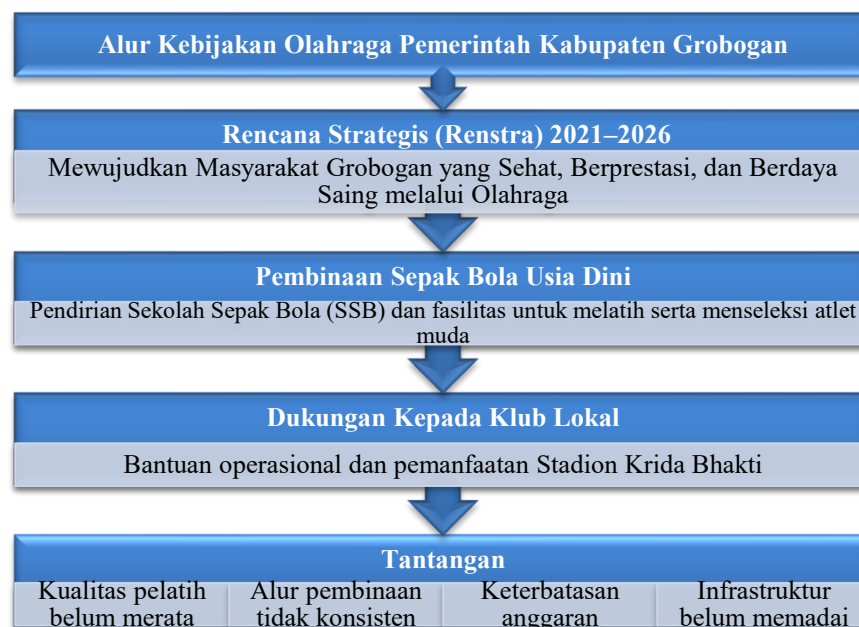 Alur Kebijakan Olahraga Pemerintah Kabupaten Grobogan
Rencana Strategis (Renstra) 2021–2026
Mewujudkan Masyarakat Grobogan yang Sehat, Berprestasi, dan Berdaya
Saing melalui Olahraga
Pembinaan Sepak Bola Usia Dini
Pendirian Sekolah Sepak Bola (SSB) dan fasilitas untuk melatih serta menseleksi atlet
muda
Dukungan Kepada Klub Lokal
Bantuan operasional dan pemanfaatan Stadion Krida Bhakti
Tantangan
Kualitas pelatih
belum merata
Alur pembinaan
tidak konsisten
Keterbatasan
anggaran
Infrastruktur
belum memadai